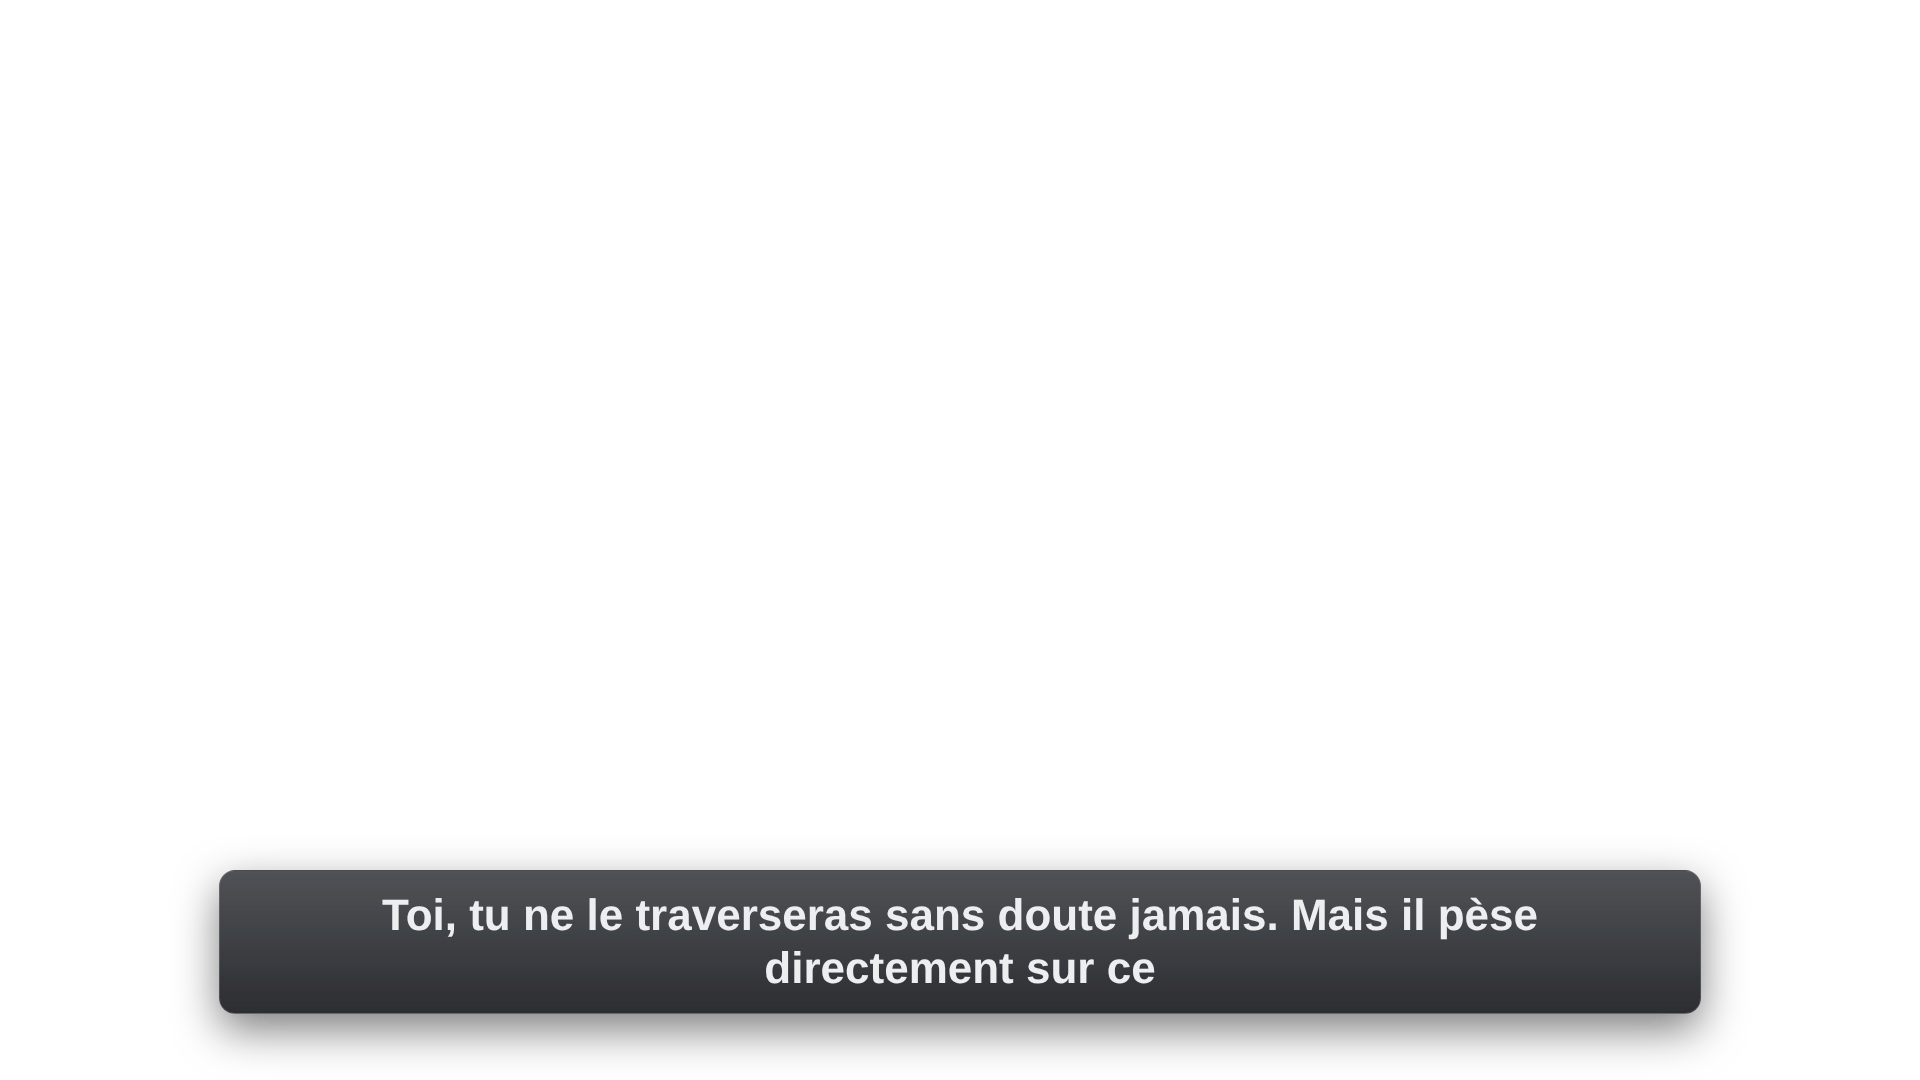 Toi, tu ne le traverseras sans doute jamais. Mais il pèse
directement sur ce